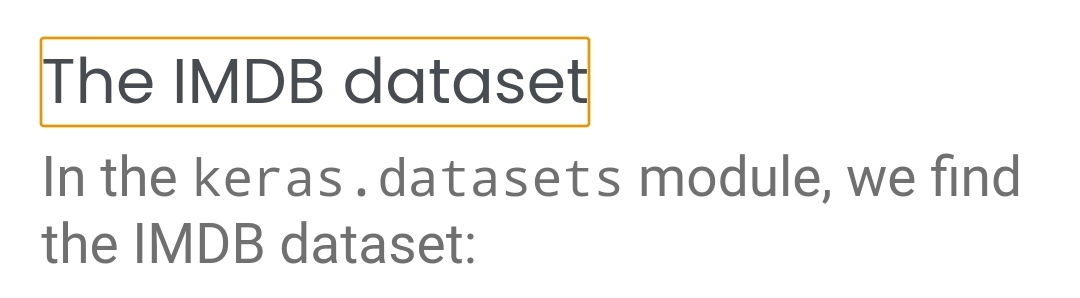 The IMDB dataset
In the keras.datasets module, we find
the IMDB dataset: